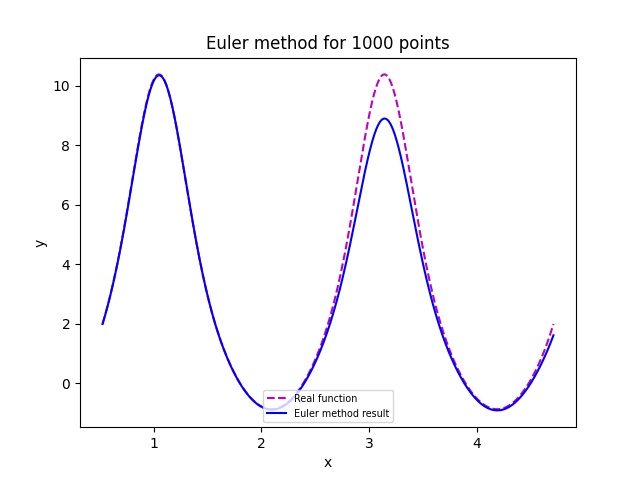 Euler method for 1000 points
10
8
6
4
2
0
y
Real function
Euler method result
1 2 3 4
x